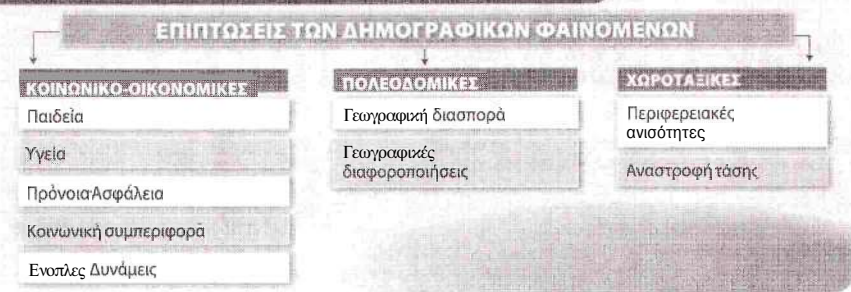 ΕΠΙΠΤΩΣΕΙΣ ΤΩΝ ΔΗΜΟΓΡΑΦΙΚΩΝ ΦΑΙΝΟΜΕΝΩΝ
ΚΟΙΝΩΝΙΚΟ-ΟΙΚΟΝΟΜΙΚΕΣ
Παιδεία
Υγεία
Πρόνοια·Ασφάλεια
Κοινωνική συμπεριφορά
Ενοπλες Δυνάμεις
ΠΟΛΕΟΔΟΜΙΚΕΣ
Γεωγραφική διασπορά
Γεωγραφικές
διαφοροποιήσεις
ΧΩΡΟΤΑΞΙΚΕΣ
Περιφερειακές
ανισότητες
Αναστροφή τάσης